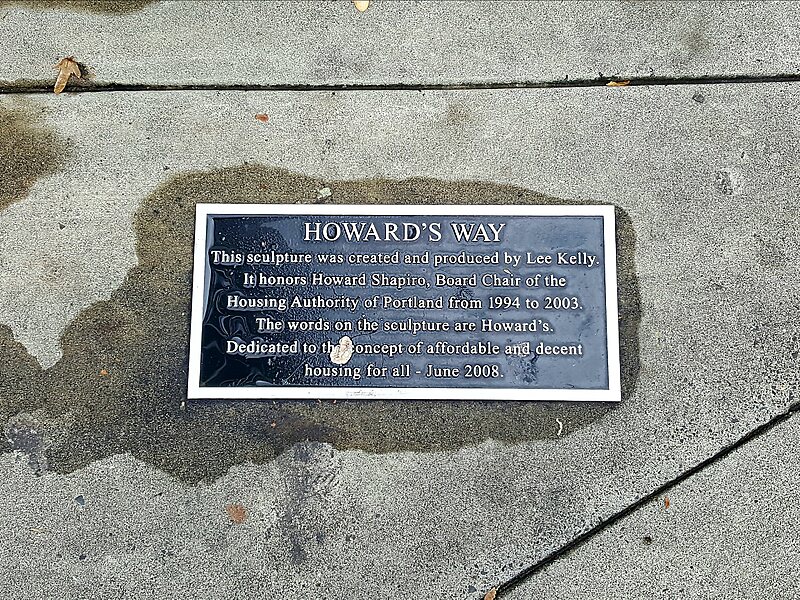 HOWARD'S WAY
This sculpture was created and produced by Lee Kelly.
It honors Howard Shapiro, Board Chair of the
Housing Authority of Portland from 1994 to 2003.
The words on the sculpture are Howard's.
Dedicated to the concept of affordable and decent
housing for all - June 2008.